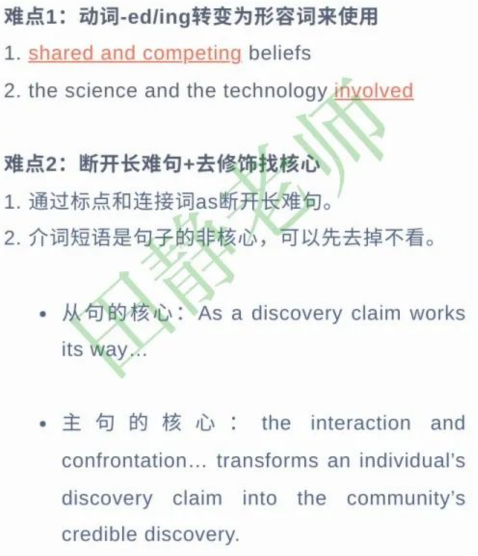 难点1：动词-ed/ing转变为形容词来使用
1. shared and competing beliefs
2. the science and the technology involved
难点2：断开长难句+去修饰找核心
1. 通过标点和连接词as断开长难句。
2. 介词短语是句子的非核心，可以先去掉不看。
• 从句的核心：As a discovery claim works
its way…
• 主句的核心：the interaction and
confrontation… transforms an individual's
discovery claim into the community's
credible discovery.
田静老师